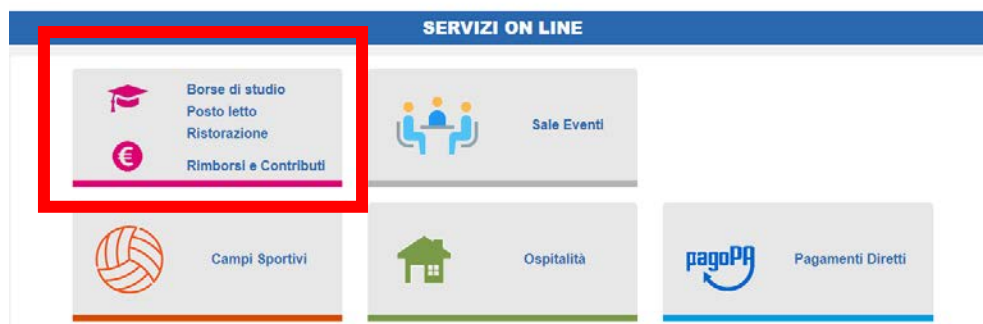 SERVIZI ON LINE
Borse di studio
Posto letto
Ristorazione
€
Rimborsi e Contributi
Sale Eventi
Campi Sportivi
Ospitalità
pagoPA
Pagamenti Diretti